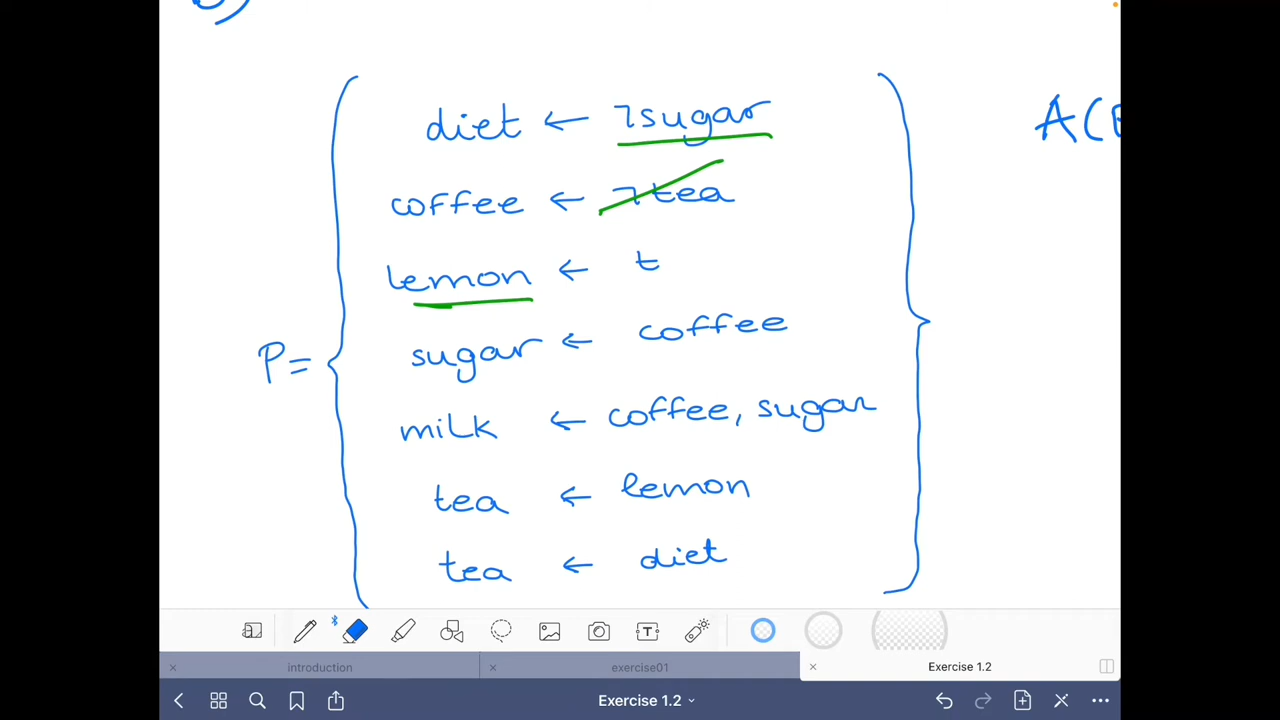 b)
diet ← ¬sugar
A(
coffee ← ¬tea
lemon ← t
sugar ← coffee
P=
milk ← coffee, sugar
tea ← lemon
tea ← diet
introduction
exercise01
Exercise 1.2
Exercise 1.2